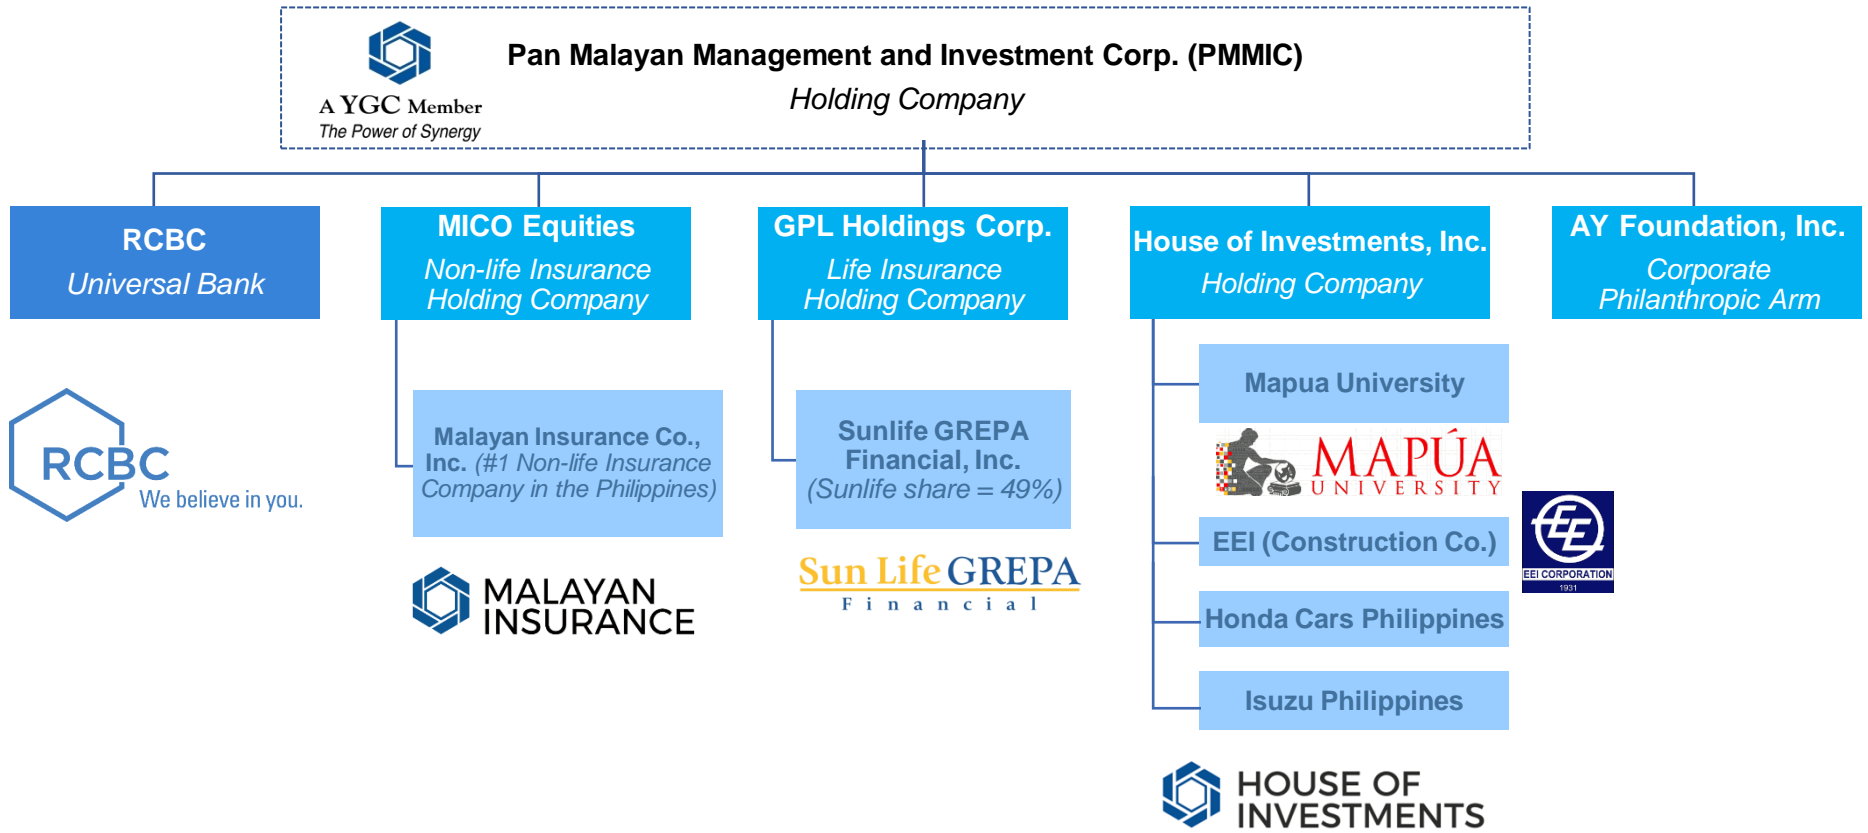 Pan Malayan Management and Investment Corp. (PMMIC)
Holding Company
A YGC Member
The Power of Synergy
RCBC
Universal Bank
MICO Equities
Non-life Insurance
Holding Company
GPL Holdings Corp.
Life Insurance
Holding Company
House of Investments, Inc.
Holding Company
AY Foundation, Inc.
Corporate
Philanthropic Arm
RCBC
We believe in you.
Malayan Insurance Co.,
Inc. (#1 Non-life Insurance
Company in the Philippines)
MALAYAN
INSURANCE
Sunlife GREPA
Financial, Inc.
(Sunlife share = 49%)
Sun Life GREPA
Financial
Mapua University
MAPÚA
UNIVERSITY
EEI (Construction Co.)
EE
EEI CORPORATION
1931
Honda Cars Philippines
Isuzu Philippines
HOUSE OF
INVESTMENTS